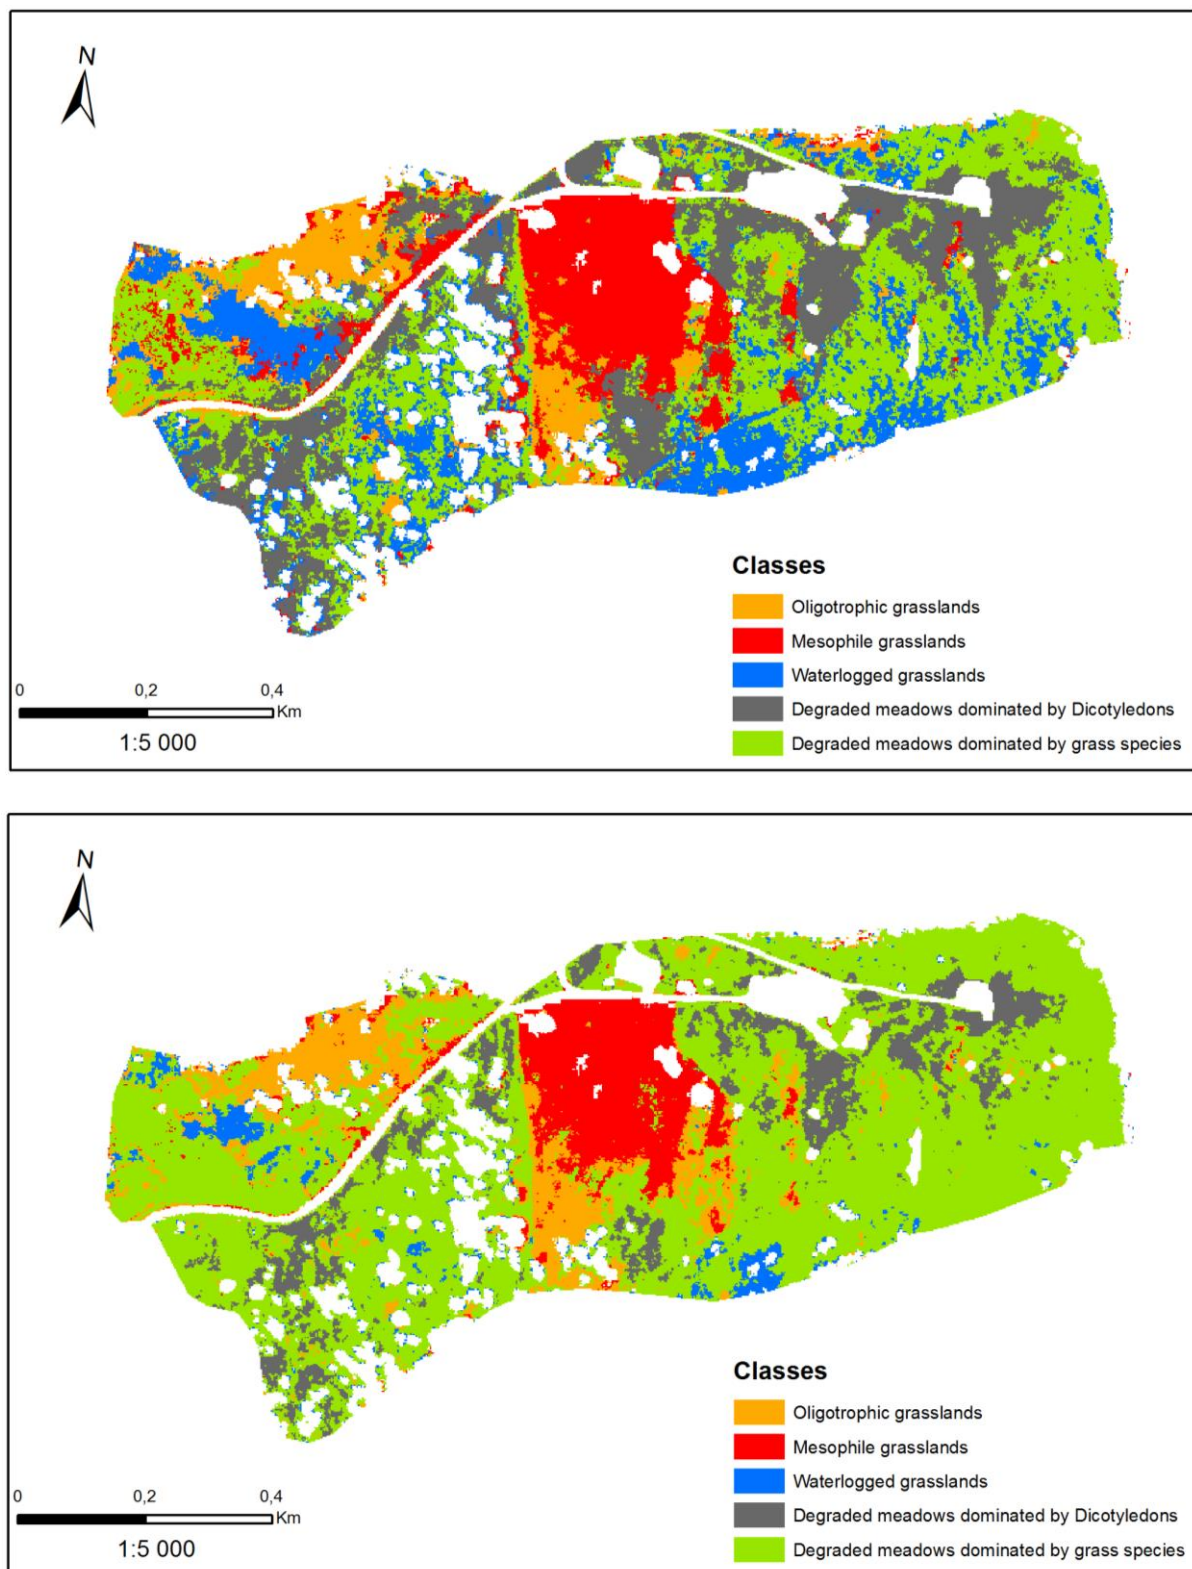 N
Classes
Oligotrophic grasslands
Mesophile grasslands
Waterlogged grasslands
Degraded meadows dominated by Dicotyledons
Degraded meadows dominated by grass species
0 0,2 0,4
Km
1:5 000
N
Classes
Oligotrophic grasslands
Mesophile grasslands
Waterlogged grasslands
Degraded meadows dominated by Dicotyledons
Degraded meadows dominated by grass species
0 0,2 0,4
Km
1:5 000